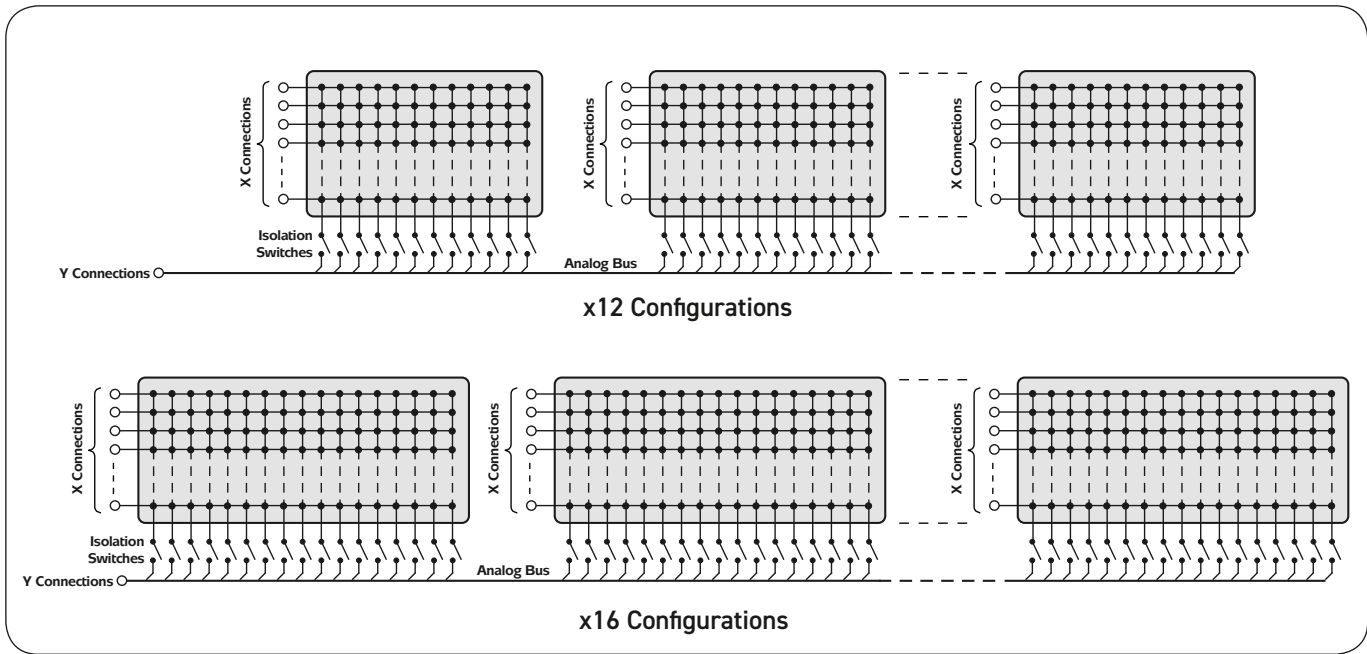 X Connections
X Connections
X Connections
Isolation
Switches
Y Connections
Analog Bus
x12 Configurations
X Connections
X Connections
X Connections
Isolation
Switches
Y Connections
Analog Bus
x16 Configurations